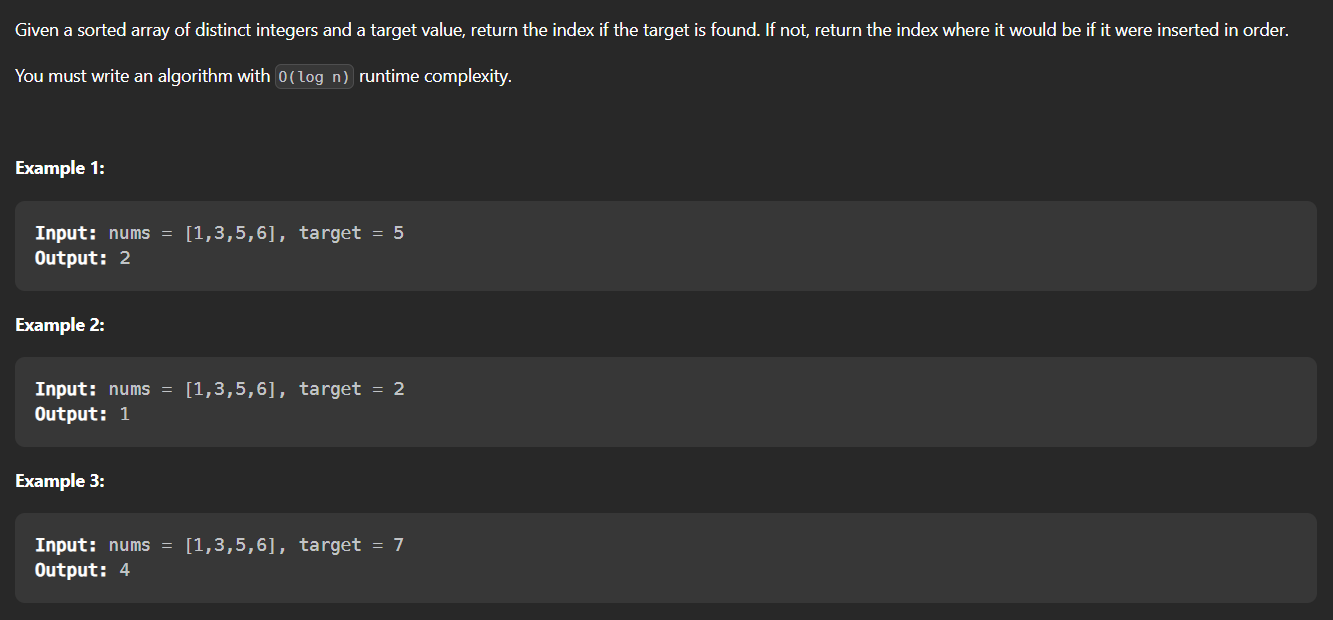 Given a sorted array of distinct integers and a target value, return the index if the target is found. If not, return the index where it would be if it were inserted in order.
You must write an algorithm with O(log n) runtime complexity.
Example 1:
Input: nums = [1,3,5,6], target = 5
Output: 2
Example 2:
Input: nums = [1,3,5,6], target = 2
Output: 1
Example 3:
Input: nums = [1,3,5,6], target = 7
Output: 4